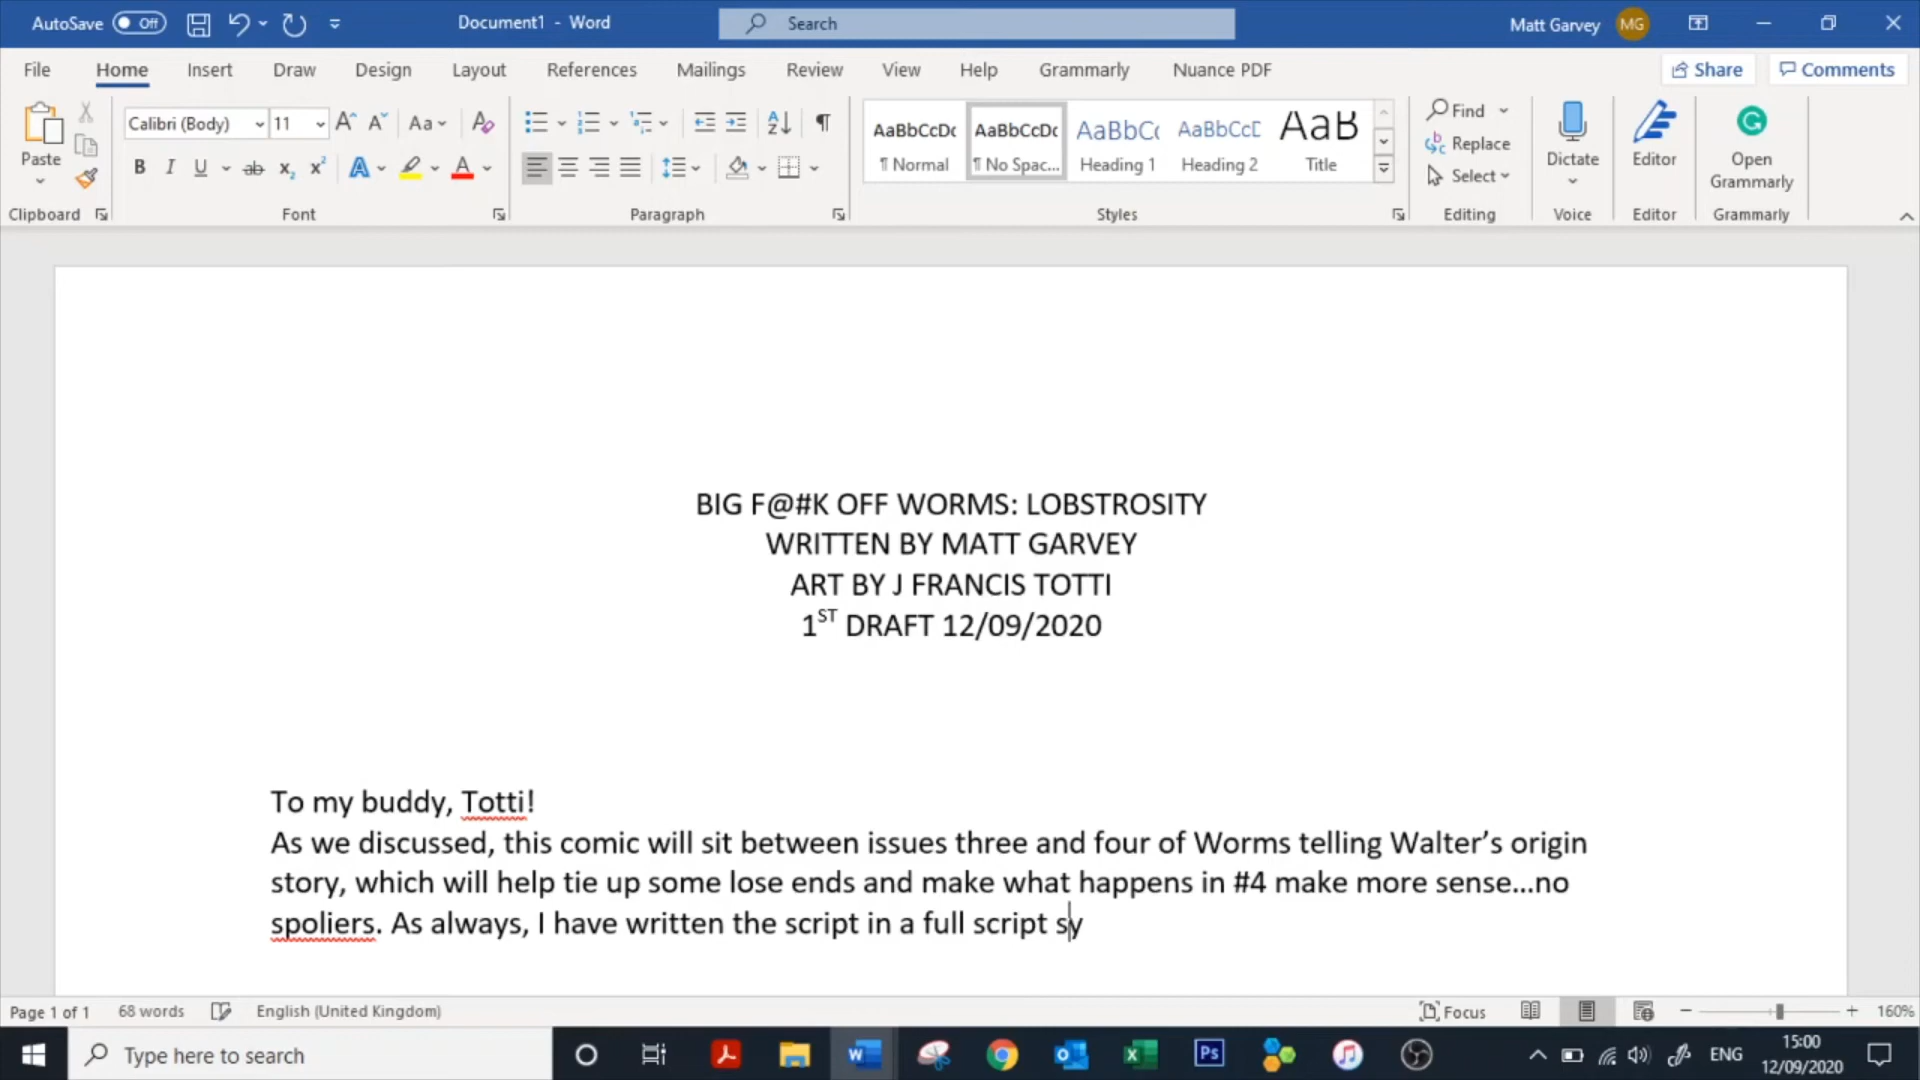 AutoSave Off Document1 - Word Search Matt Garvey MG
File Home Insert Draw Design Layout References Mailings Review View Help Grammarly Nuance PDF Share Comments
Calibri (Body) 11 Aa
AaBbCcDc AaBbCcDc AaBbCc AaBbCcE AaB
Find
Replace
Select
Paste
B I U ab x₂ x² A A
¶ Normal ¶ No Spac... Heading 1 Heading 2 Title
Dictate Editor Open
Grammarly
Clipboard Font Paragraph Styles Editing Voice Editor Grammarly
BIG F@#K OFF WORMS: LOBSTROSITY
WRITTEN BY MATT GARVEY
ART BY J FRANCIS TOTTI
1ST DRAFT 12/09/2020
To my buddy, Totti!
As we discussed, this comic will sit between issues three and four of Worms telling Walter’s origin
story, which will help tie up some lose ends and make what happens in #4 make more sense…no
spoliers. As always, I have written the script in a full script sy
Page 1 of 1 68 words English (United Kingdom) Focus 160%
Type here to search ENG 15:00
12/09/2020